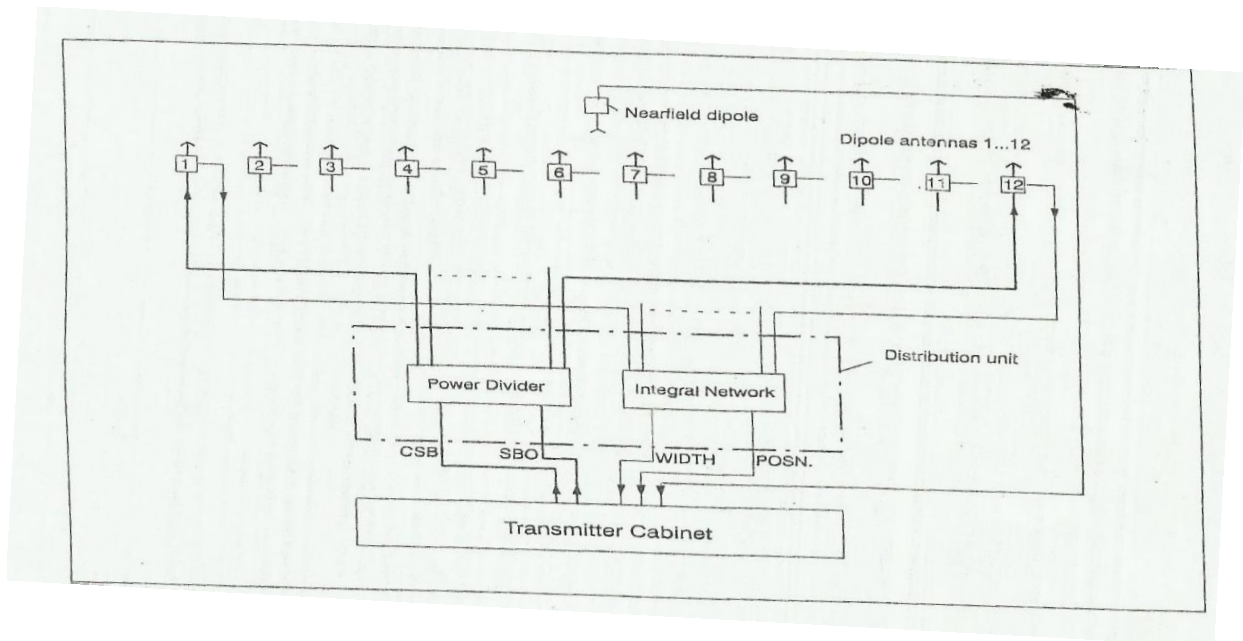 Nearfield dipole
Dipole antennas 1...12
1 2 3 4 5 6 7 8 9 10 11 12
Distribution unit
Power Divider
Integral Network
CSB SBO WIDTH POSN.
Transmitter Cabinet